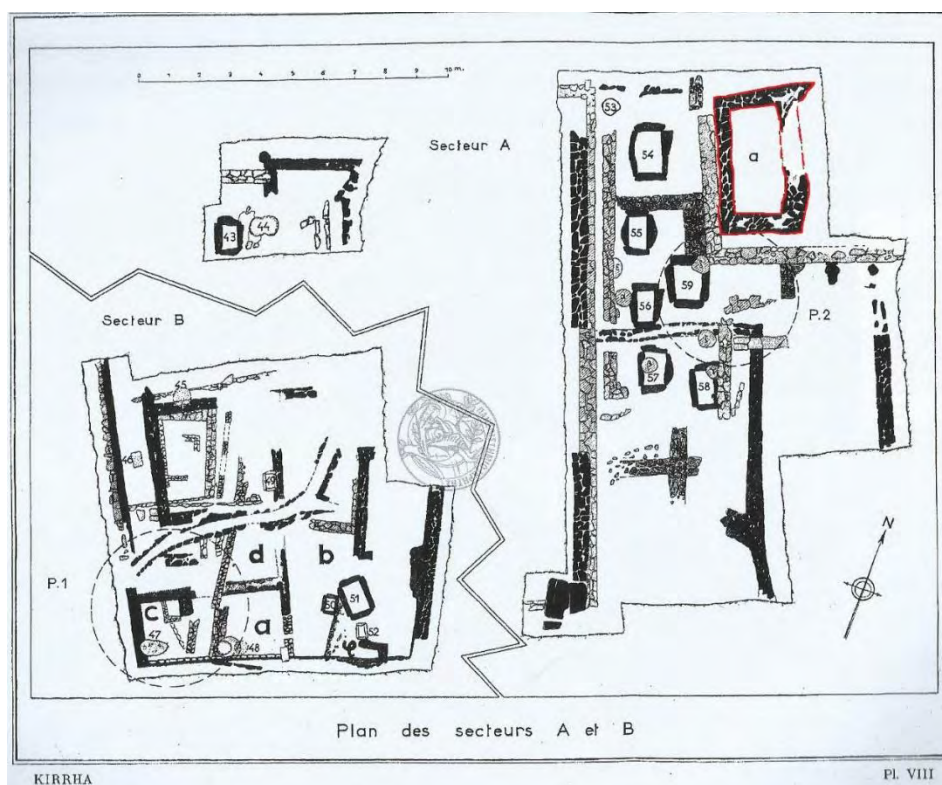 0 1 2 3 4 5 6 7 8 9 10 m.
Secteur A
53
54
a
43
44
55
59
56
P.2
57
58
Secteur B
45
46
49
N
d
b
P.1
c
51
50
a
52
47
48
Plan des secteurs A et B
KIRRHA
Pl. VIII